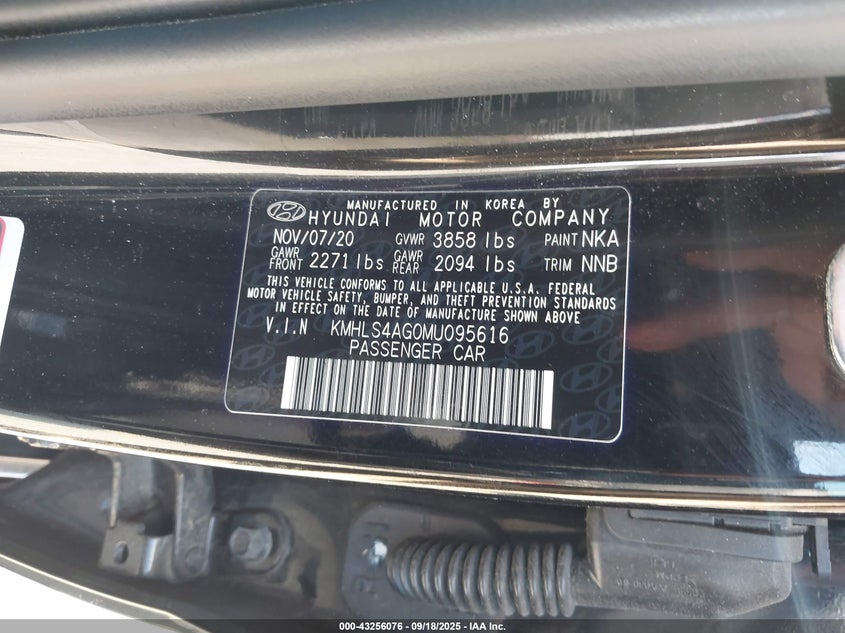 MANUFACTURED IN KOREA BY
HYUNDAI MOTOR COMPANY
NOV/07/20 GVWR 3858 lbs PAINT NKA
GAWR FRONT 2271 lbs GAWR REAR 2094 lbs TRIM NNB
THIS VEHICLE CONFORMS TO ALL APPLICABLE U.S.A. FEDERAL
MOTOR VEHICLE SAFETY, BUMPER, AND THEFT PREVENTION STANDARDS
IN EFFECT ON THE DATE OF MANUFACTURE SHOWN ABOVE
V.I.N KMHLS4AG0MU095616
PASSENGER CAR
000-43256076 - 09/18/2025 - IAA Inc.